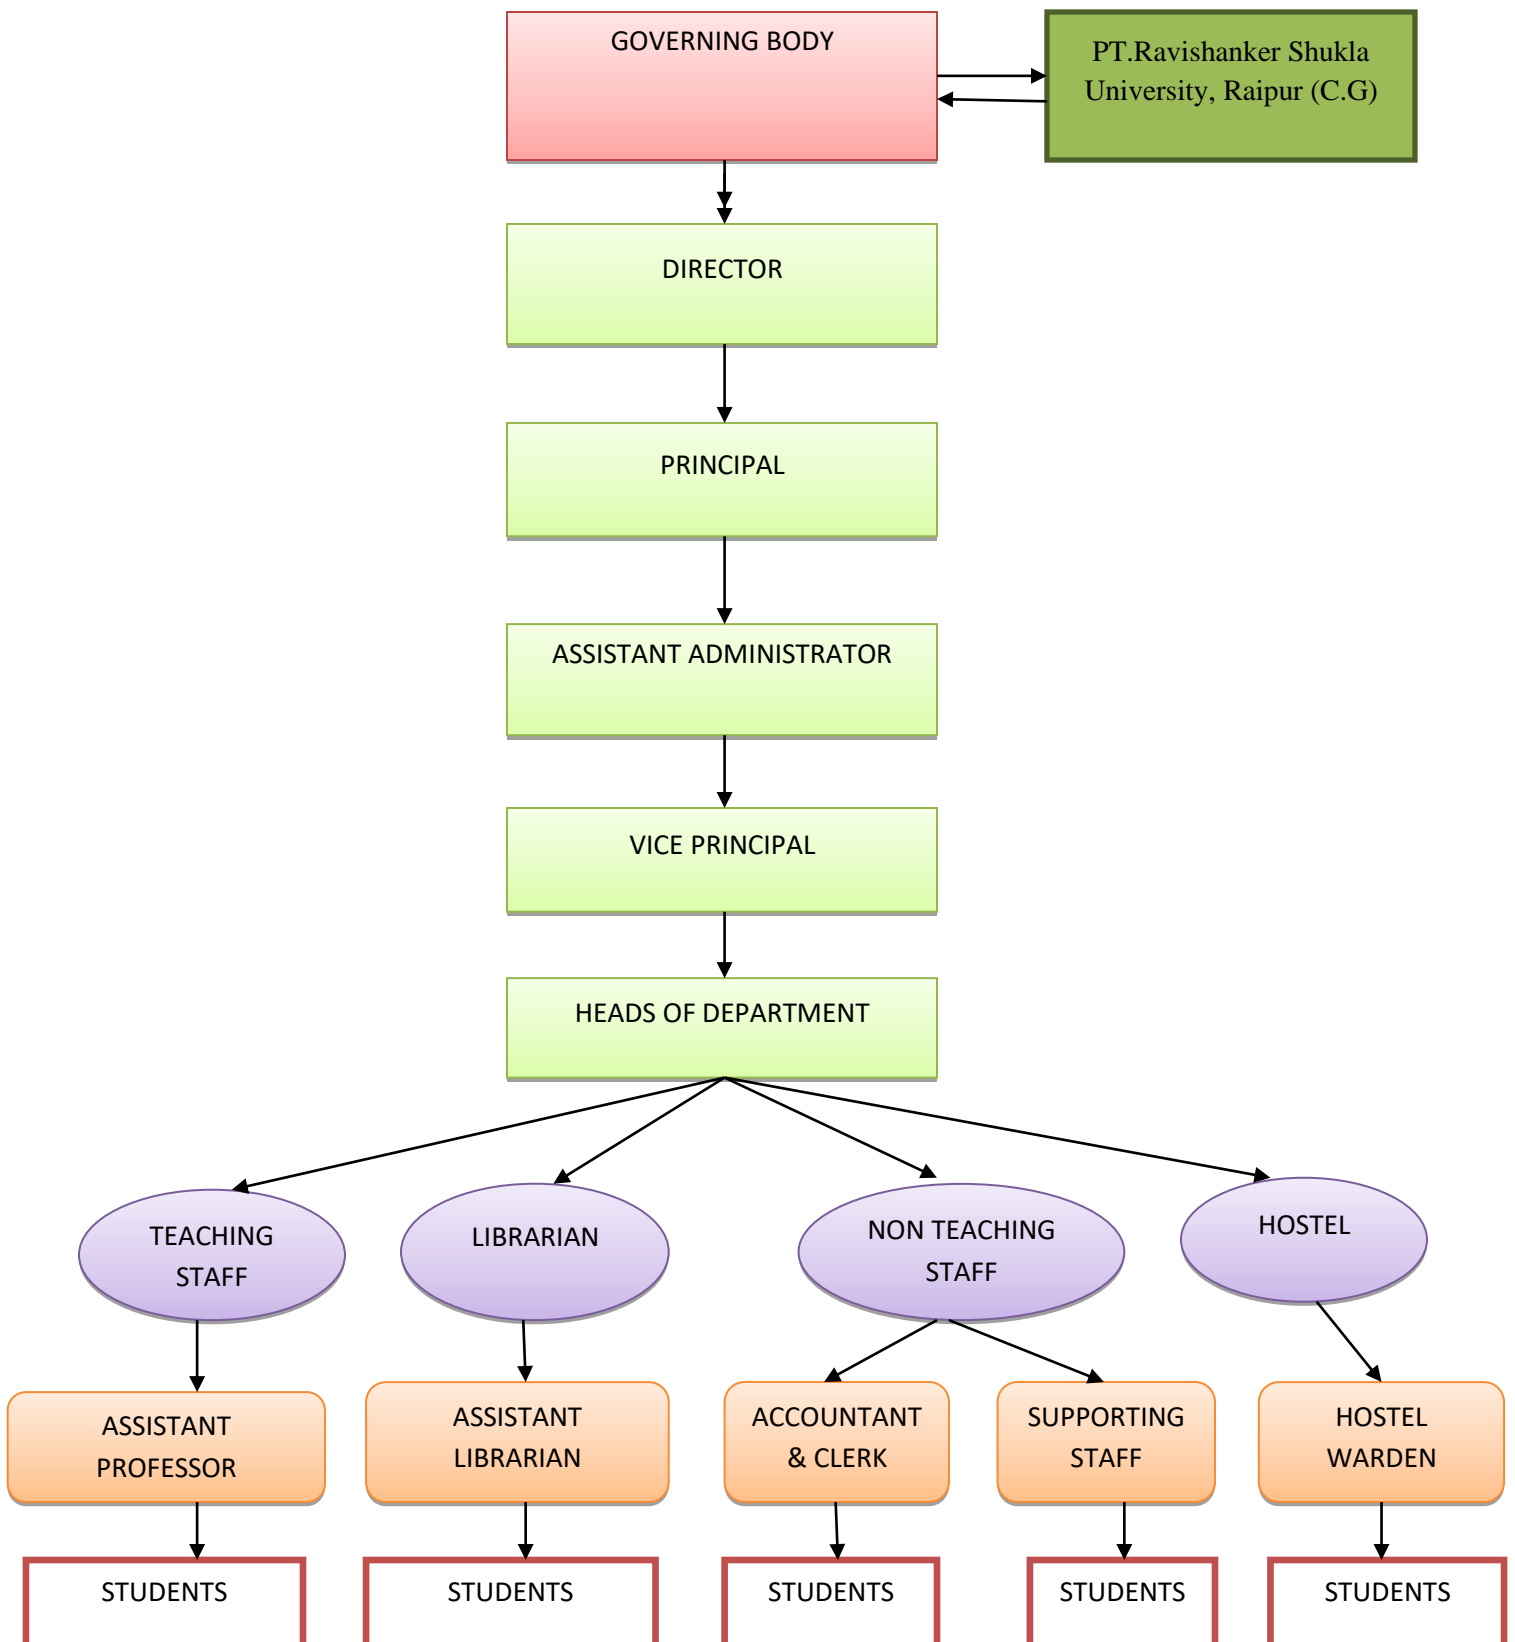 GOVERNING BODY
PT.Ravishanker Shukla
University, Raipur (C.G)
DIRECTOR
PRINCIPAL
ASSISTANT ADMINISTRATOR
VICE PRINCIPAL
HEADS OF DEPARTMENT
TEACHING
STAFF
LIBRARIAN
NON TEACHING
STAFF
HOSTEL
ASSISTANT
PROFESSOR
ASSISTANT
LIBRARIAN
ACCOUNTANT
& CLERK
SUPPORTING
STAFF
HOSTEL
WARDEN
STUDENTS
STUDENTS
STUDENTS
STUDENTS
STUDENTS